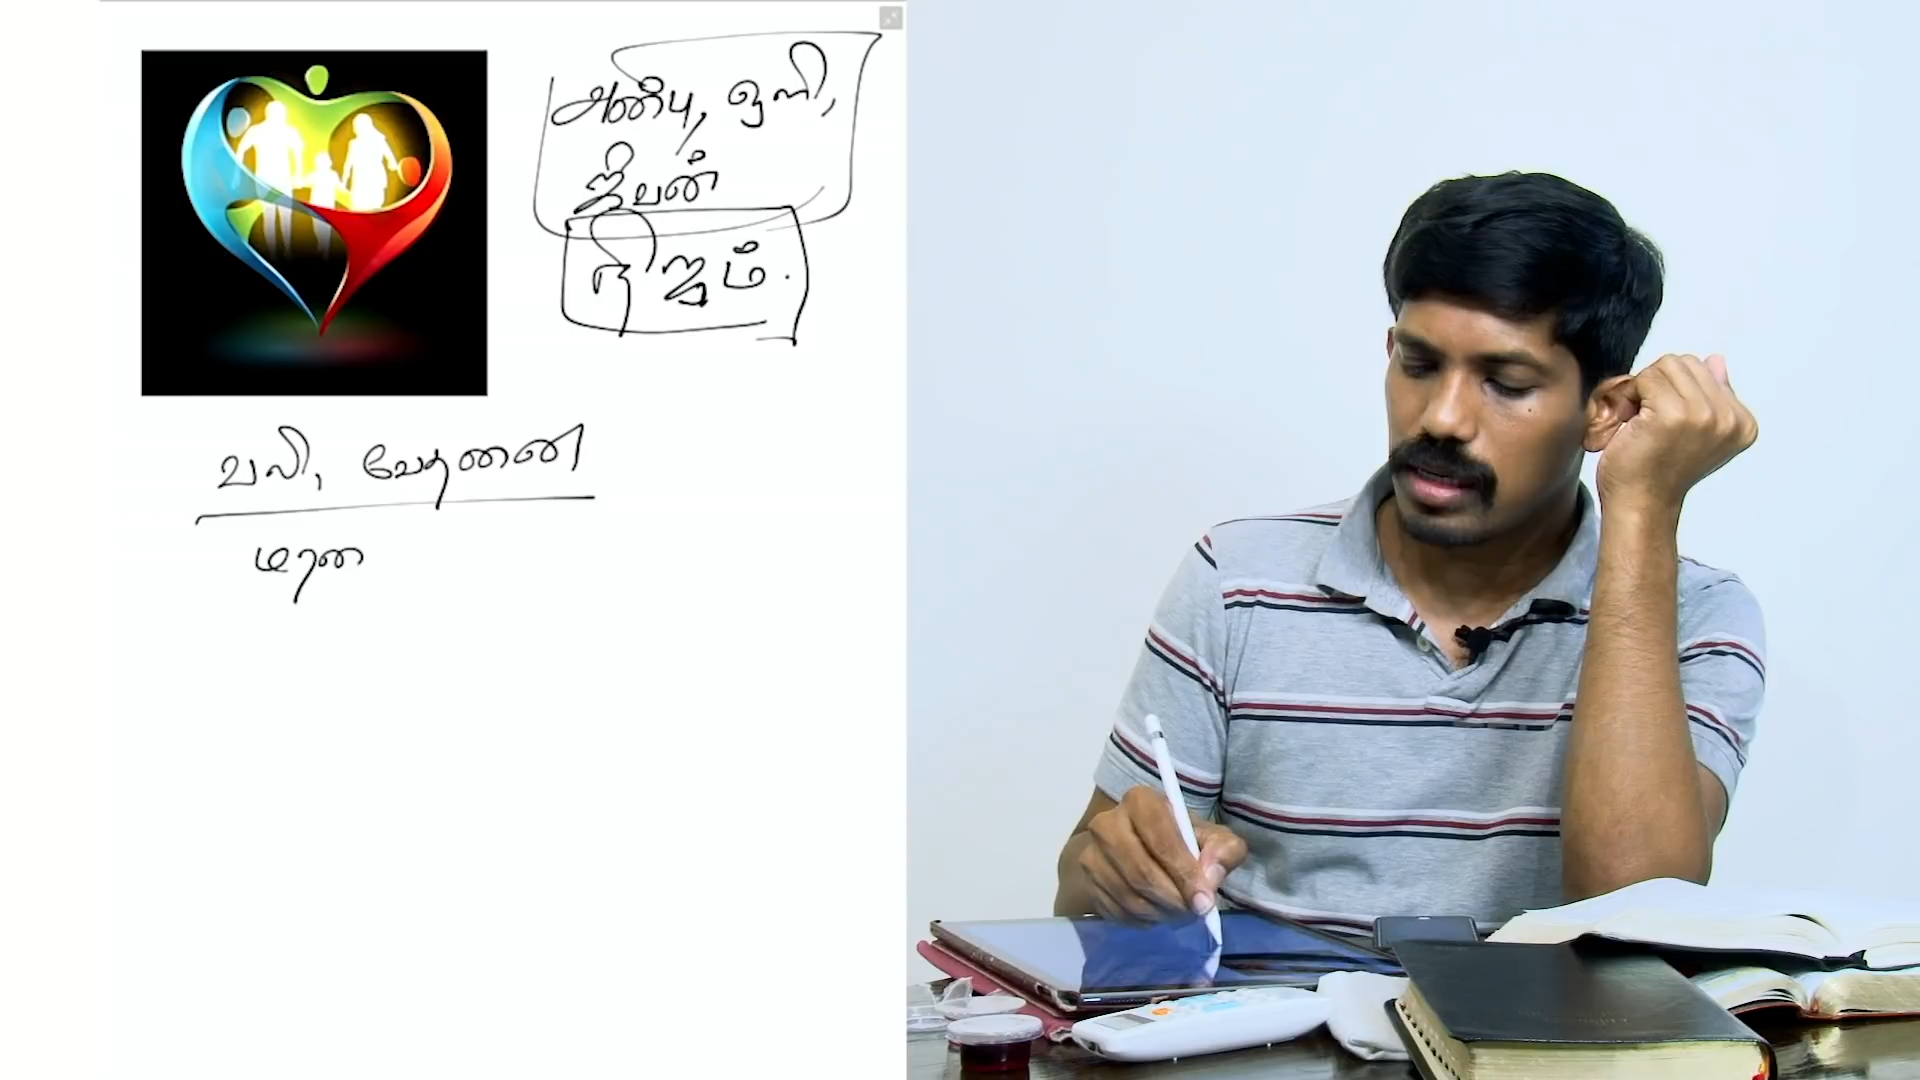 அன்பு, ஒளி,
ஜீவன்
நிஜம்.
வலி, வேதனை
மரண